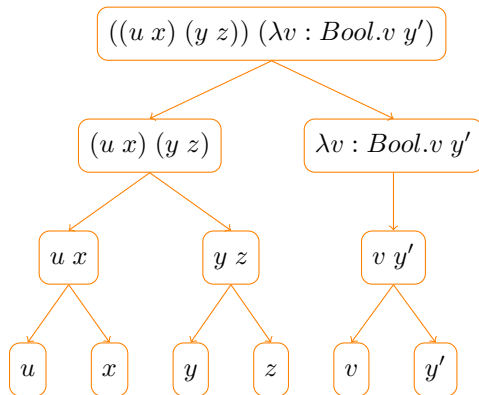 ((u x) (y z)) (λv : Bool.v y′)
(u x) (y z) λv : Bool.v y′
u x y z v y′
u x y z v y′